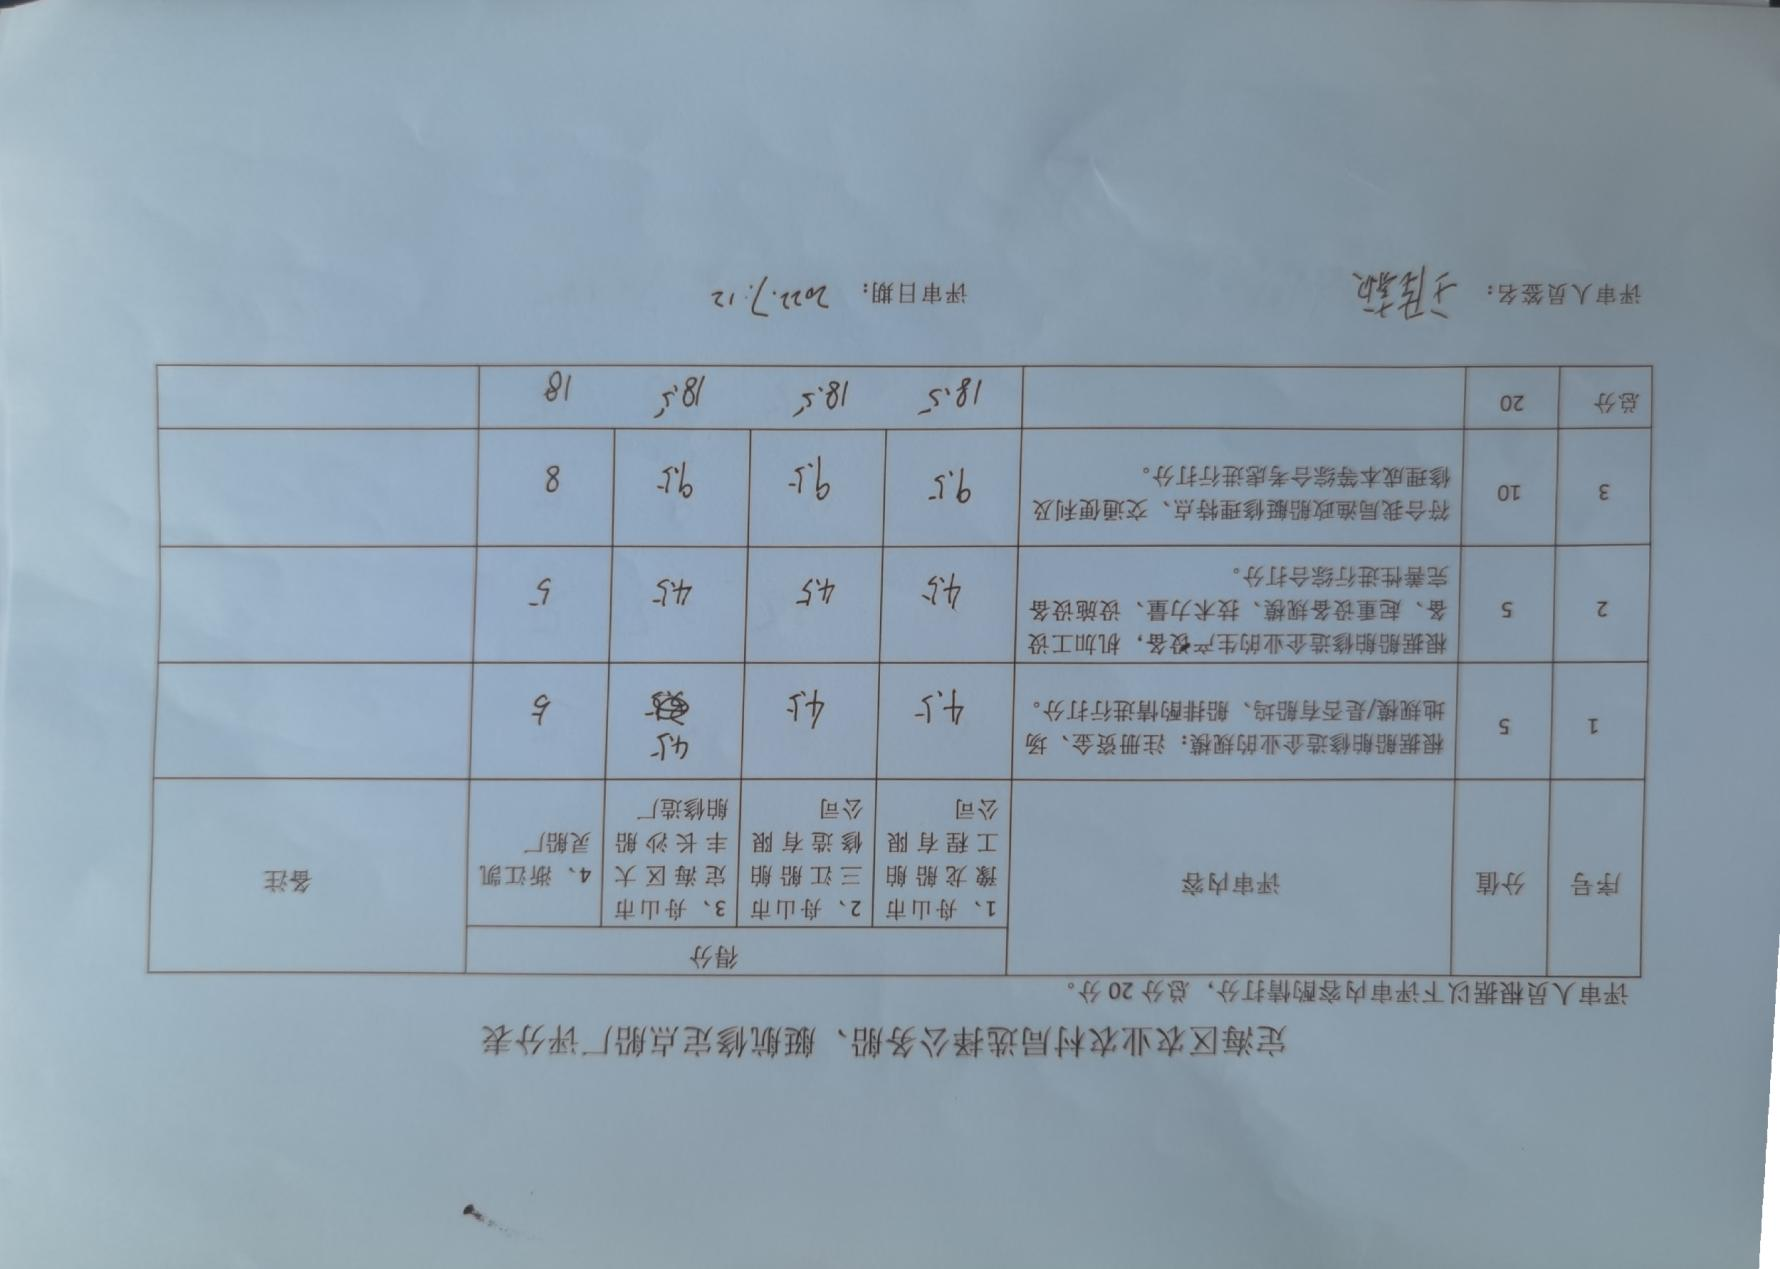 定海区农业农村局选择公务船、艇航修定点船厂评分表
评审人员根据以下评审内容酌情打分，总分 20 分。
序号 分值 评审内容 得分 备注
1、舟山市
豫龙船舶
工程有限
公司
2、舟山市
三江船舶
修造有限
公司
3、舟山市
定海区大
丰长沙船
舶修造厂
4、浙江凯
灵船厂
1 5
根据船舶修造企业的规模：注册资金、场
地规模/是否有船坞、船排酌情进行打分。
4.5 4.5 4.5 5
2 5
根据船舶修造企业的生产设备，机加工设
备、起重设备规模、技术力量、设施设备
完善性进行综合打分。
4.5 4.5 4.5 5
3 10
符合我局渔政船艇修理特点、交通便利及
修理成本等综合考虑进行打分。
9.5 9.5 9.5 8
总分 20 18.5 18.5 18.5 18
评审人员签名： 评审日期： 2022.7.12